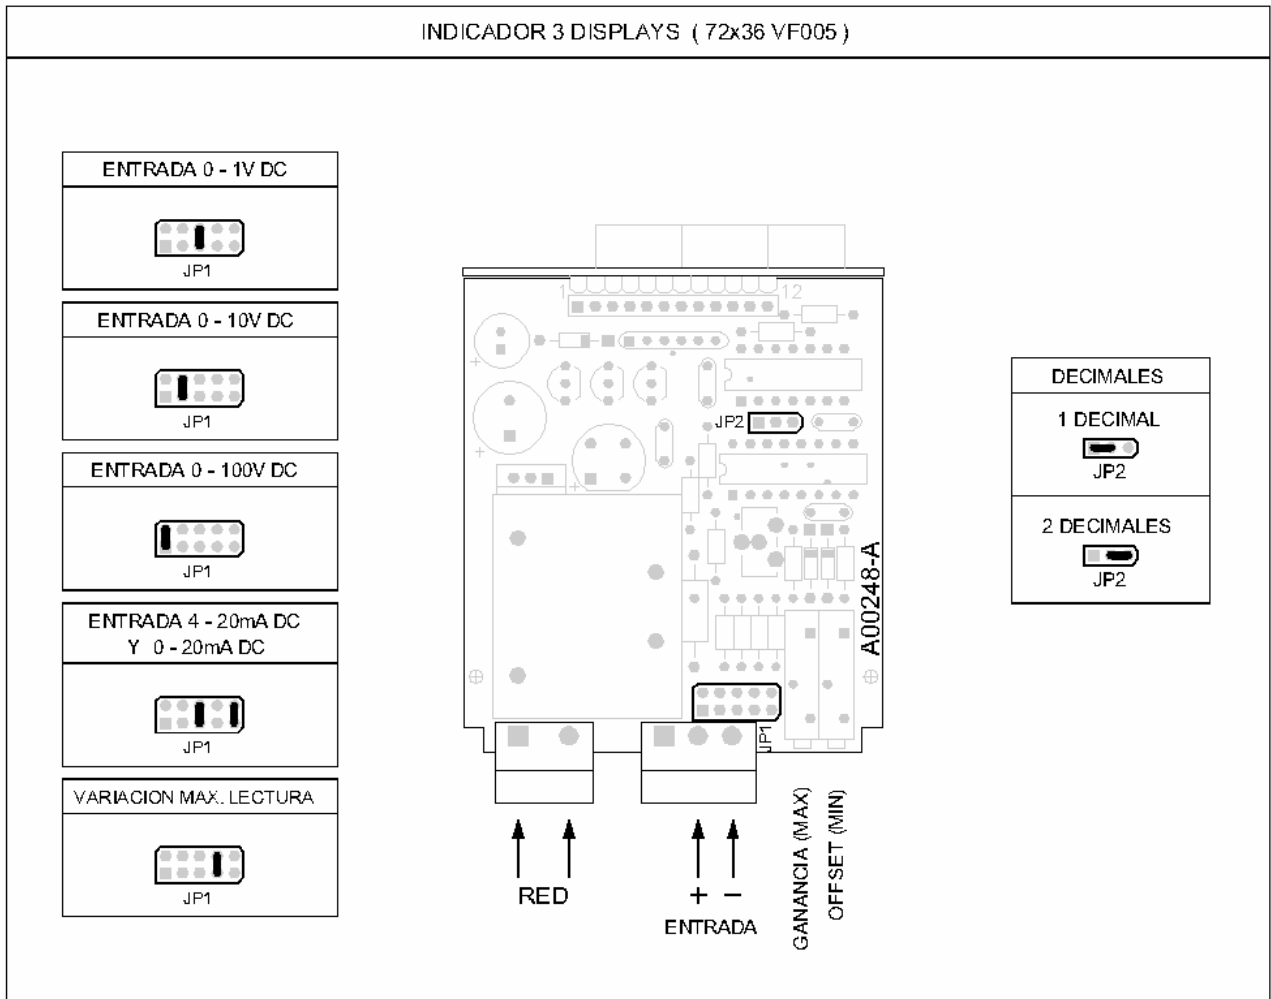 INDICADOR 3 DISPLAYS ( 72x36 VF005 )
ENTRADA 0 - 1V DC
JP1
ENTRADA 0 - 10V DC
JP1
ENTRADA 0 - 100V DC
JP1
ENTRADA 4 - 20mA DC
Y 0 - 20mA DC
JP1
VARIACION MAX. LECTURA
JP1
1 12
+
JP2
+
+
A00248-A
JP1
RED
+ −
ENTRADA
GANANCIA (MAX)
OFFSET (MIN)
DECIMALES
1 DECIMAL
JP2
2 DECIMALES
JP2